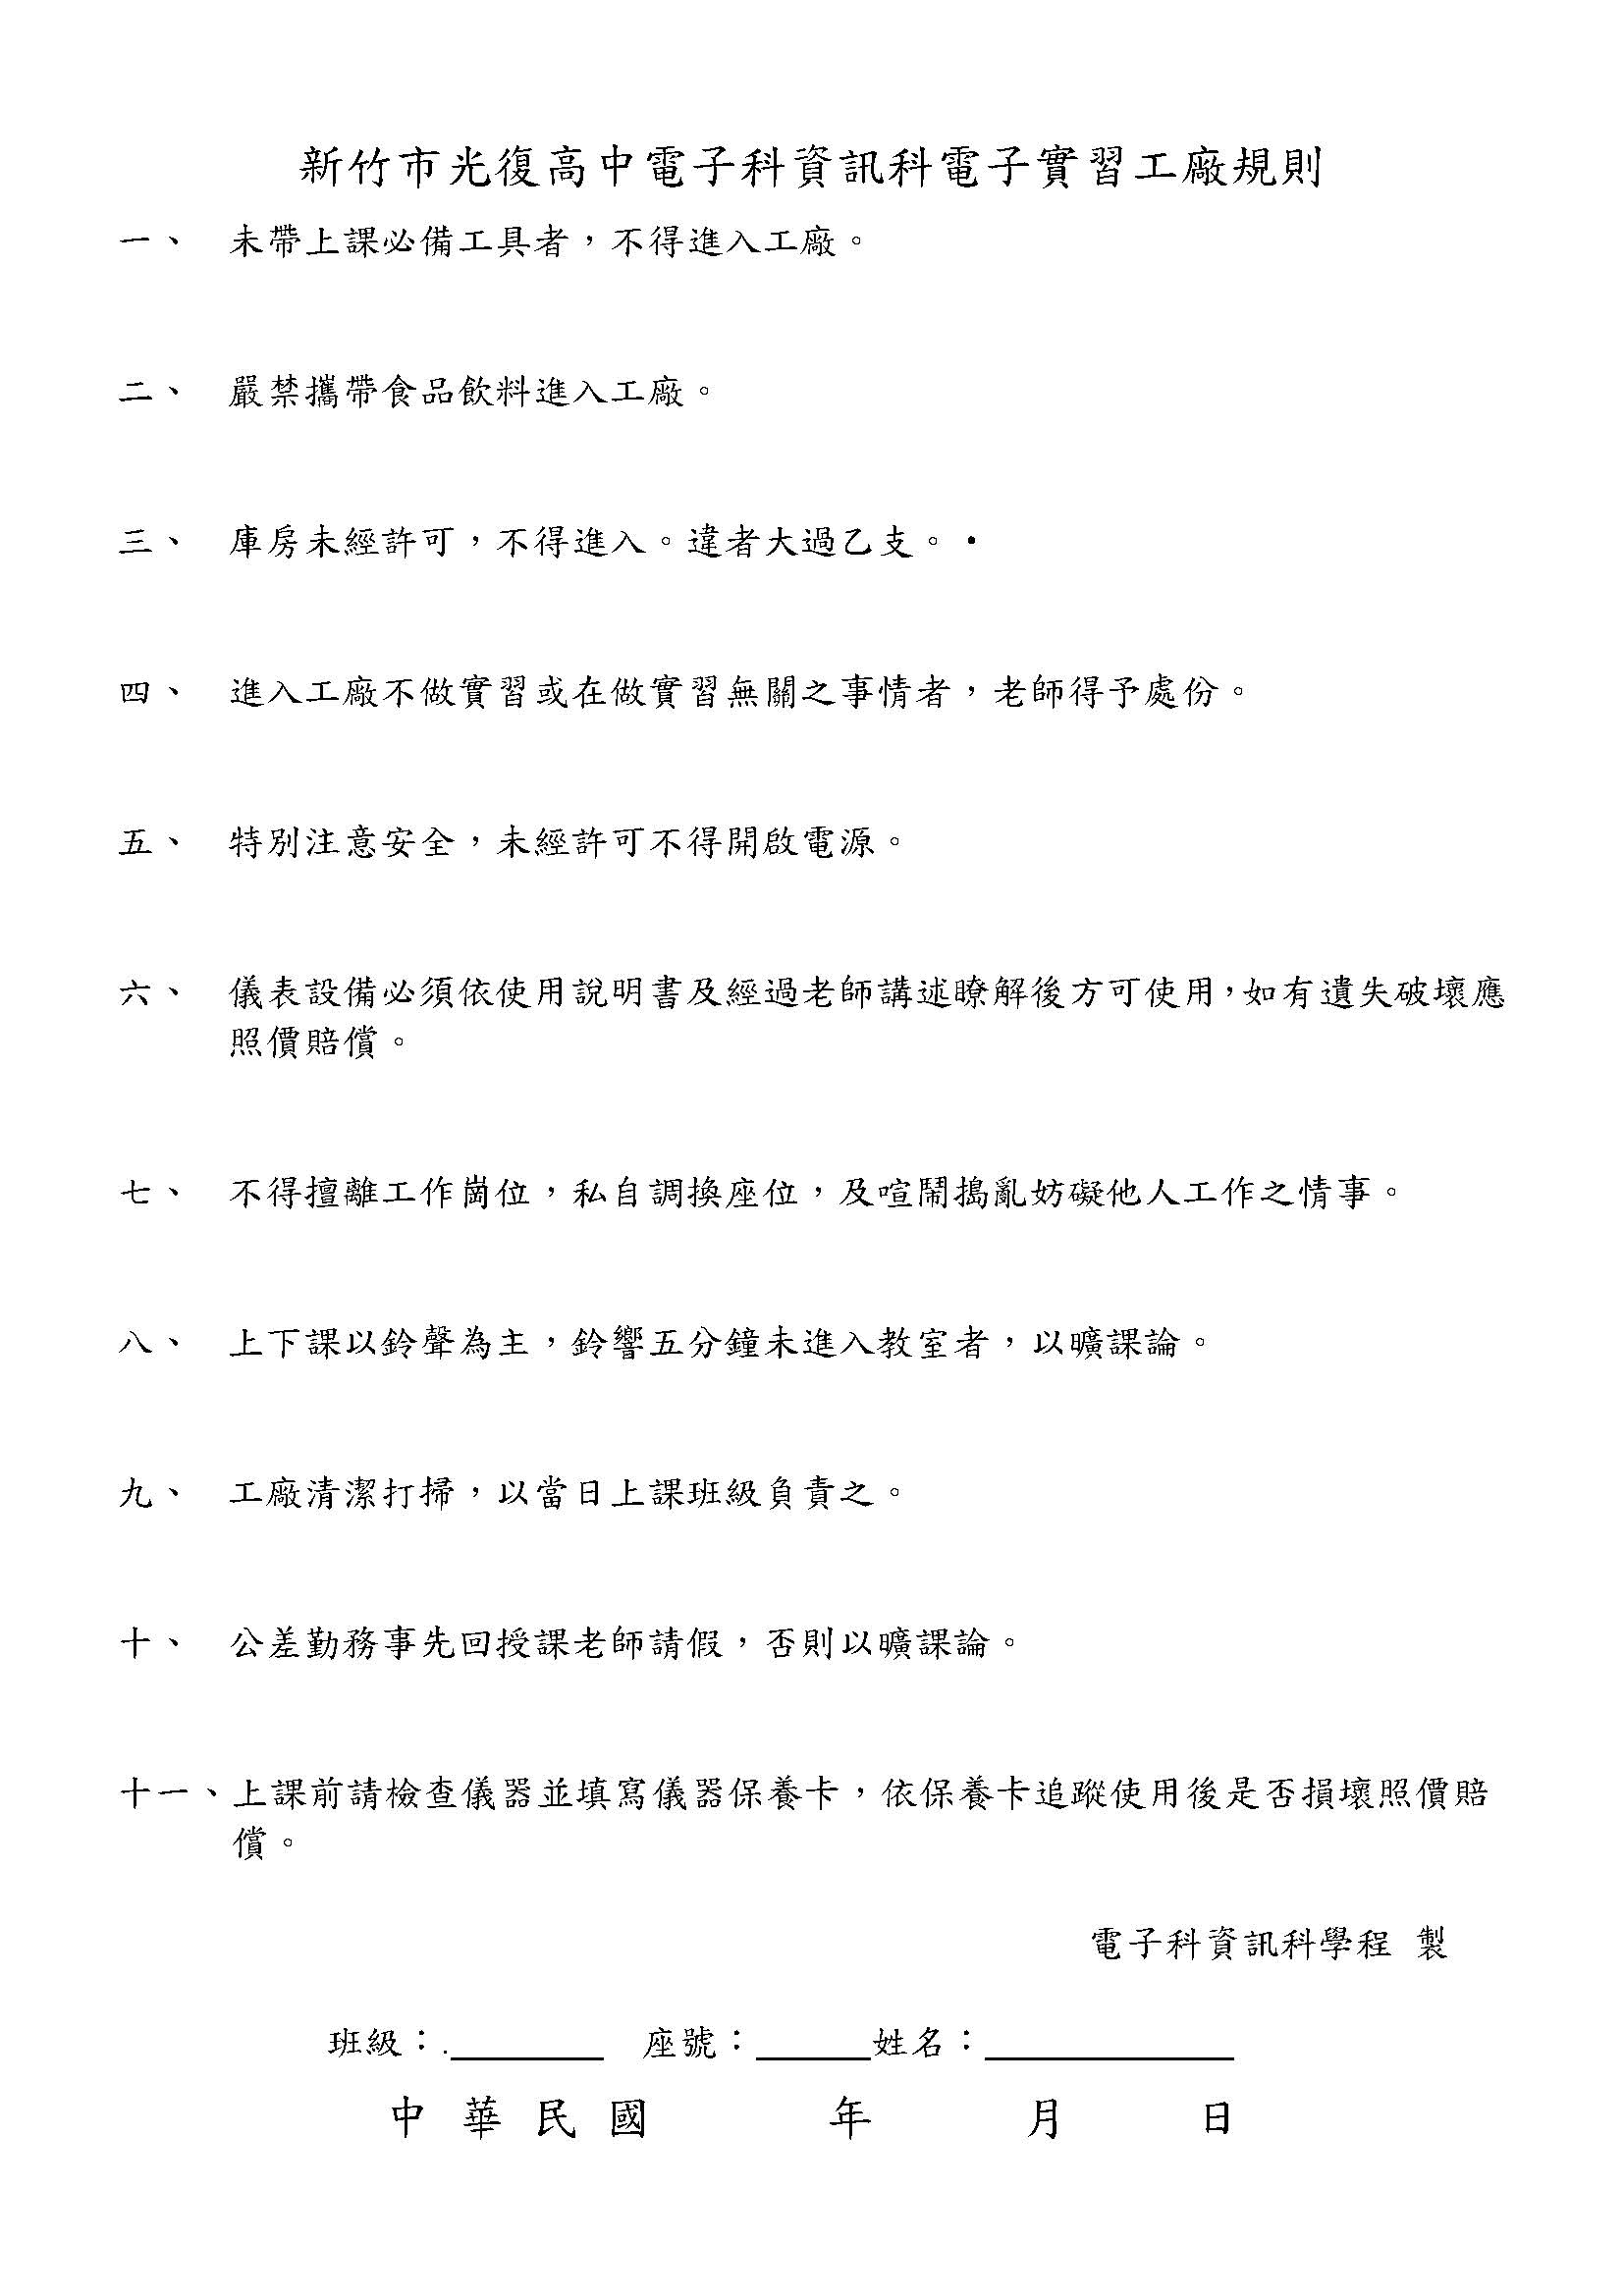 新竹市光復高中電子科資訊科電子實習工廠規則
一、 未帶上課必備工具者，不得進入工廠。
二、 嚴禁攜帶食品飲料進入工廠。
三、 庫房未經許可，不得進入。違者大過乙支。·
四、 進入工廠不做實習或在做實習無關之事情者，老師得予處份。
五、 特別注意安全，未經許可不得開啟電源。
六、 儀表設備必須依使用說明書及經過老師講述瞭解後方可使用，如有遺失破壞應
照價賠償。
七、 不得擅離工作崗位，私自調換座位，及喧鬧搗亂妨礙他人工作之情事。
八、 上下課以鈴聲為主，鈴響五分鐘未進入教室者，以曠課論。
九、 工廠清潔打掃，以當日上課班級負責之。
十、 公差勤務事先回授課老師請假，否則以曠課論。
十一、上課前請檢查儀器並填寫儀器保養卡，依保養卡追蹤使用後是否損壞照價賠
償。
電子科資訊科學程 製
班級：.________ 座號：______姓名：_____________
中 華 民 國 年 月 日